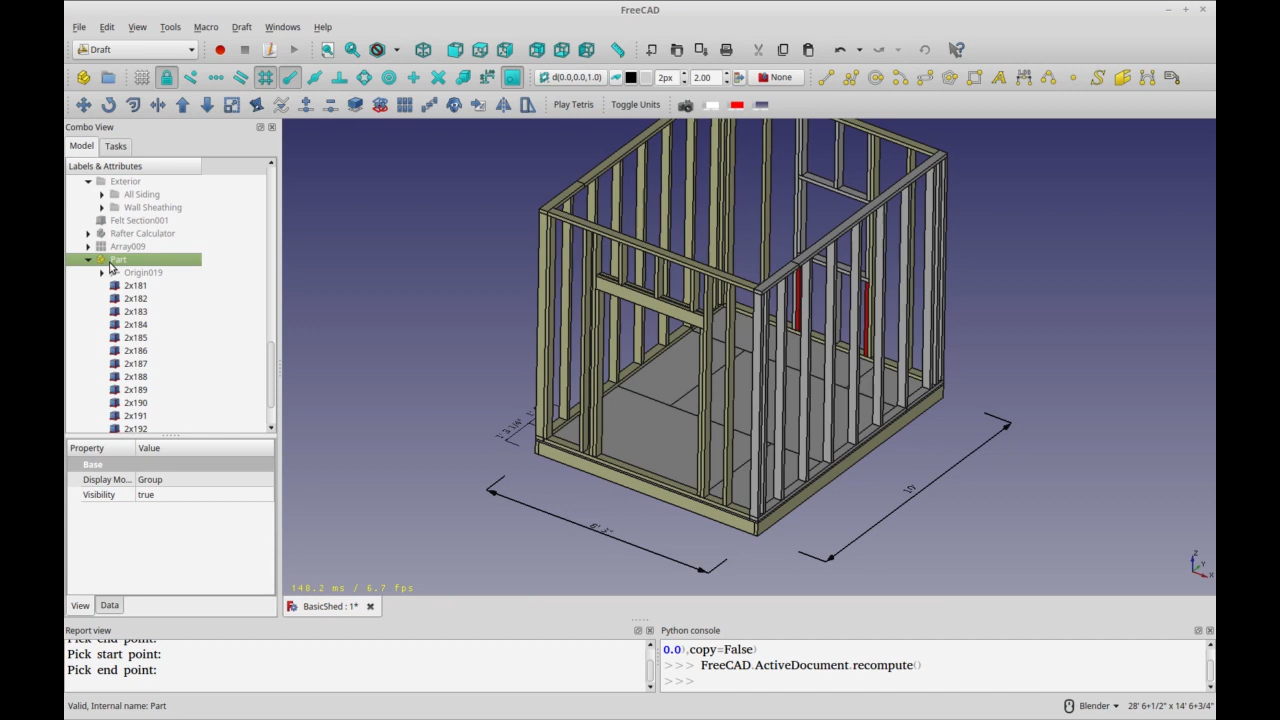 FreeCAD
File Edit View Tools Macro Draft Windows Help
Draft
d(0.0,0.0,1.0) 2px 2.00 None
Play Tetris Toggle Units
Combo View
Model Tasks
Labels & Attributes
Exterior
All Siding
Wall Sheathing
Felt Section001
Rafter Calculator
Array009
Part
Origin019
2x181
2x182
2x183
2x184
2x185
2x186
2x187
2x188
2x189
2x190
2x191
2x192
Property Value
Base
Display Mo... Group
Visibility true
View Data
10'
Z
Y
X
148.2 ms / 6.7 fps
BasicShed : 1*
Report view
Pick end point:
Pick start point:
Pick end point:
Python console
0.0),copy=False)
>>> FreeCAD.ActiveDocument.recompute()
>>>
Valid, Internal name: Part
Blender 28' 6+1/2" x 14' 6+3/4"